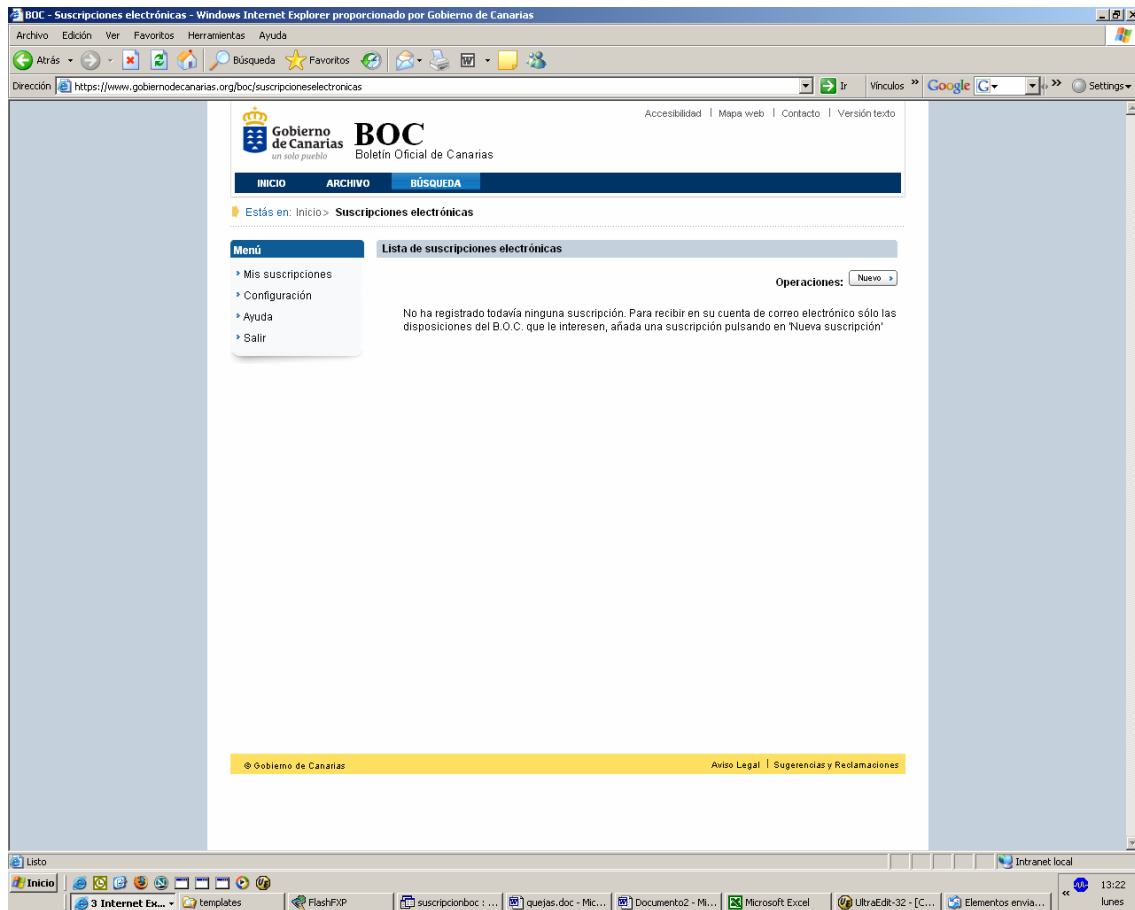 BOC - Suscripciones electrónicas - Windows Internet Explorer proporcionado por Gobierno de Canarias
Archivo Edición Ver Favoritos Herramientas Ayuda
Atrás Búsqueda Favoritos
Dirección https://www.gobiernodecanarias.org/boc/suscripcioneselectronicas Ir Vínculos » Google G Settings
Accesibilidad | Mapa web | Contacto | Versión texto
Gobierno de Canarias
un solo pueblo
BOC
Boletín Oficial de Canarias
INICIO ARCHIVO BÚSQUEDA
Estás en: Inicio> Suscripciones electrónicas
Menú
Mis suscripciones
Configuración
Ayuda
Salir
Lista de suscripciones electrónicas
Operaciones: Nuevo
No ha registrado todavía ninguna suscripción. Para recibir en su cuenta de correo electrónico sólo las
disposiciones del B.O.C. que le interesen, añada una suscripción pulsando en 'Nueva suscripción'
© Gobierno de Canarias Aviso Legal | Sugerencias y Reclamaciones
Listo Intranet local
Inicio 13:22
3 Internet Ex... templates FlashFXP suscripcionboc : ... quejas.doc - Mic... Documento2 - Mi... Microsoft Excel UltraEdit-32 - [C... Elementos envia... « lunes